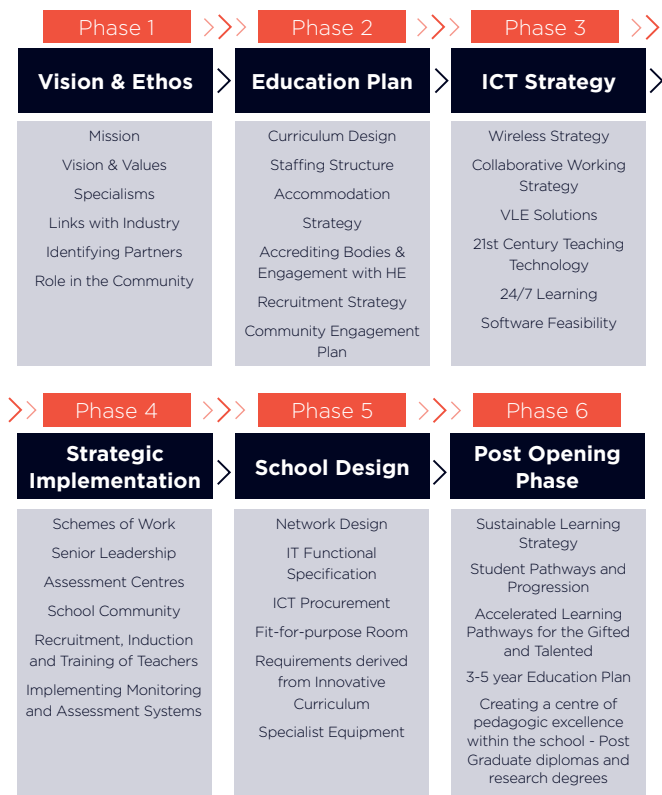 Phase 1
Phase 2
Phase 3
Vision & Ethos
Education Plan
ICT Strategy
Mission
Vision & Values
Specialisms
Links with Industry
Identifying Partners
Role in the Community
Curriculum Design
Staffing Structure
Accommodation
Strategy
Accrediting Bodies &
Engagement with HE
Recruitment Strategy
Community Engagement
Plan
Wireless Strategy
Collaborative Working
Strategy
VLE Solutions
21st Century Teaching
Technology
24/7 Learning
Software Feasibility
Phase 4
Phase 5
Phase 6
Strategic
Implementation
School Design
Post Opening
Phase
Schemes of Work
Senior Leadership
Assessment Centres
School Community
Recruitment, Induction
and Training of Teachers
Implementing Monitoring
and Assessment Systems
Network Design
IT Functional
Specification
ICT Procurement
Fit-for-purpose Room
Requirements derived
from Innovative
Curriculum
Specialist Equipment
Sustainable Learning
Strategy
Student Pathways and
Progression
Accelerated Learning
Pathways for the Gifted
and Talented
3-5 year Education Plan
Creating a centre of
pedagogic excellence
within the school - Post
Graduate diplomas and
research degrees